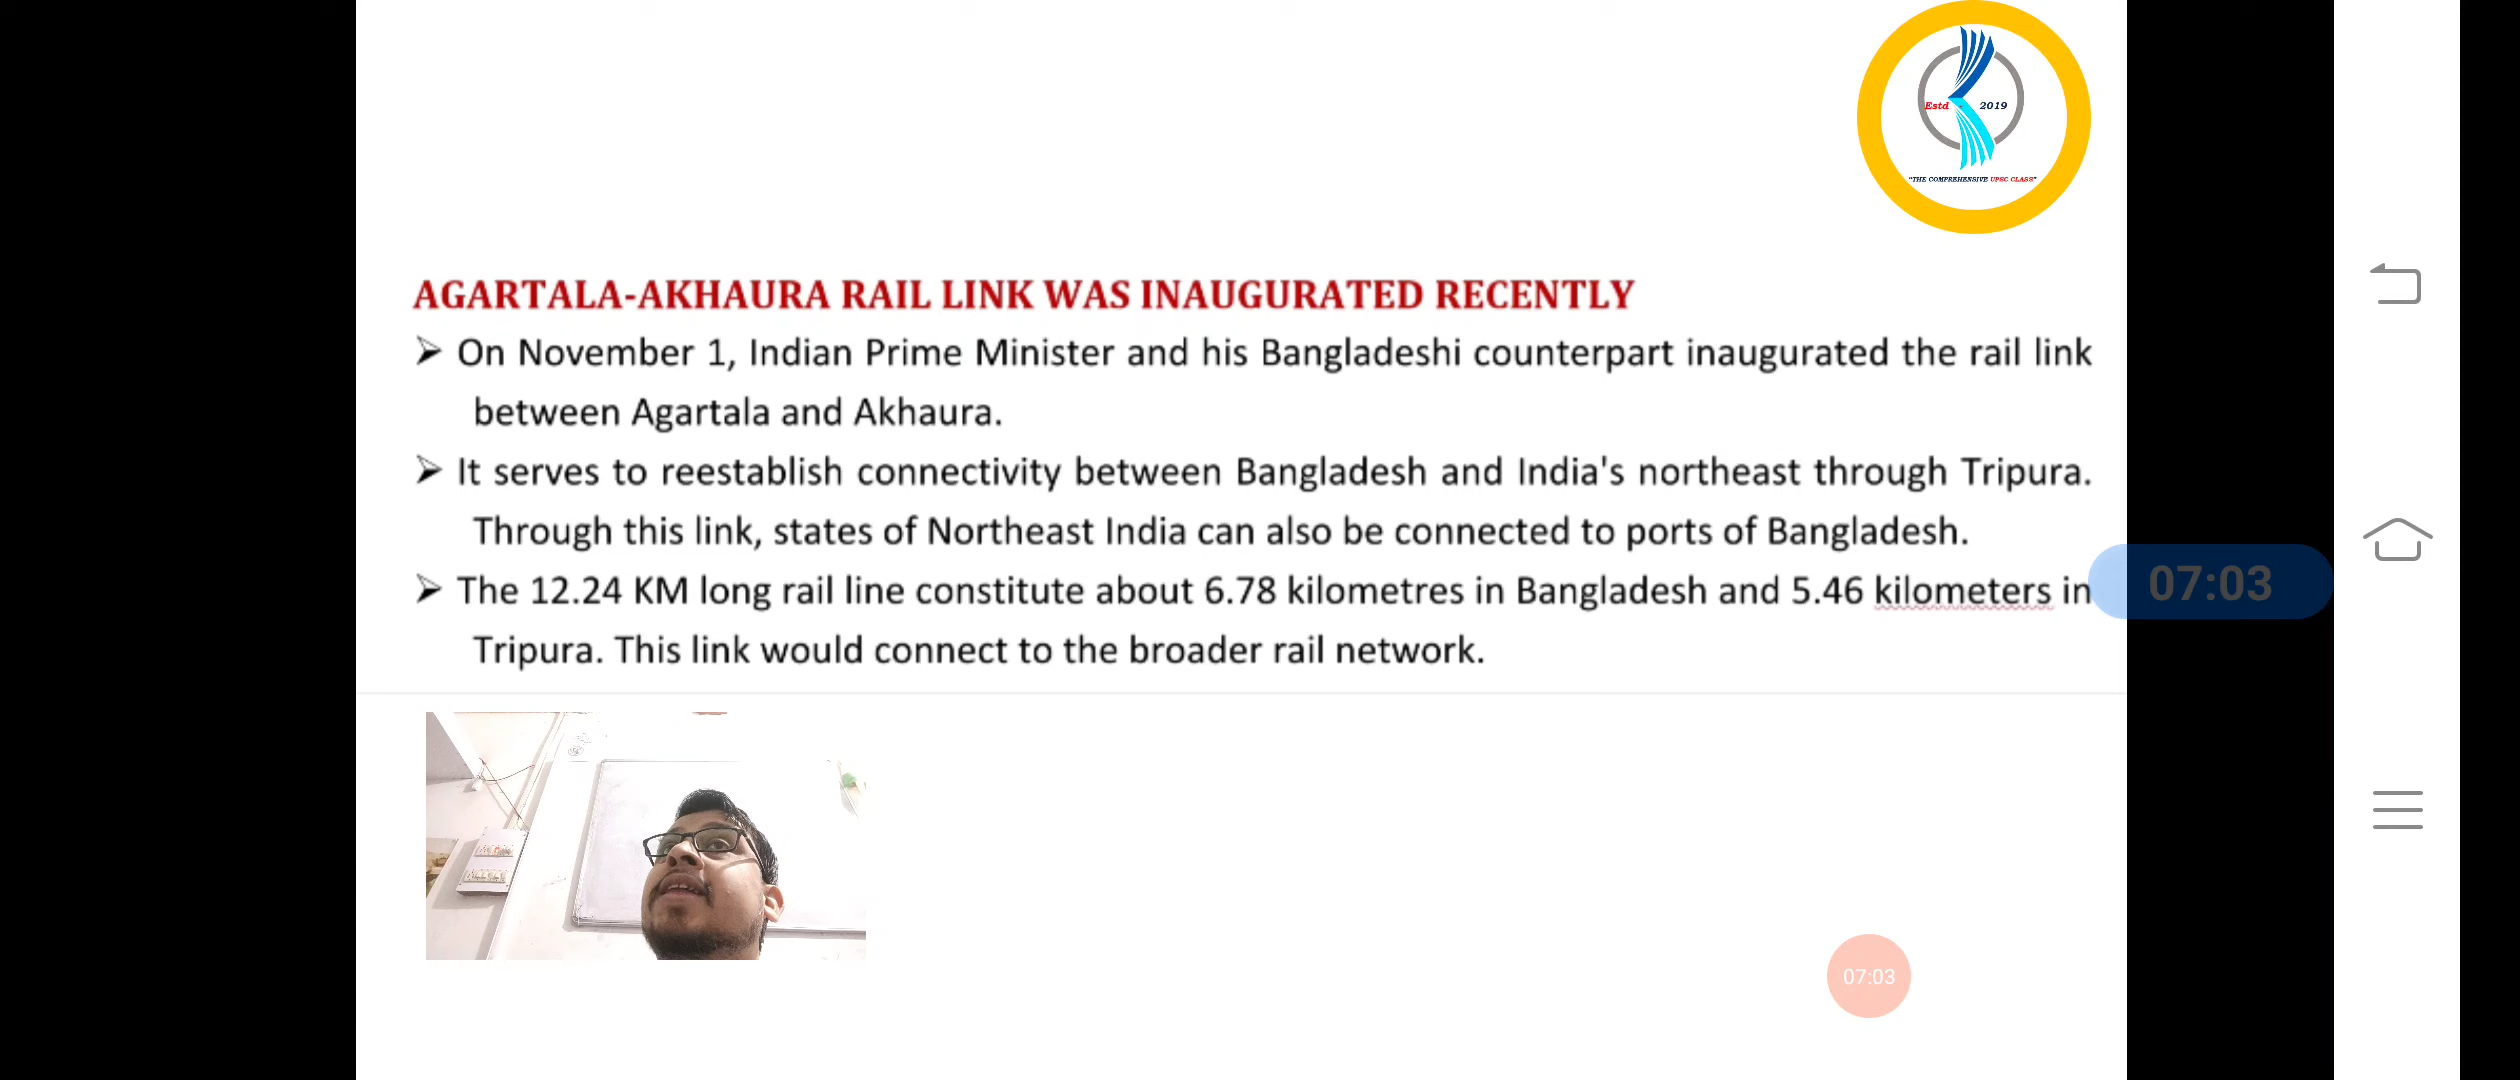 Estd 2019
"THE COMPREHENSIVE UPSC CLASS"
AGARTALA-AKHAURA RAIL LINK WAS INAUGURATED RECENTLY
➢ On November 1, Indian Prime Minister and his Bangladeshi counterpart inaugurated the rail link
between Agartala and Akhaura.
➢ It serves to reestablish connectivity between Bangladesh and India's northeast through Tripura.
Through this link, states of Northeast India can also be connected to ports of Bangladesh.
➢ The 12.24 KM long rail line constitute about 6.78 kilometres in Bangladesh and 5.46 kilometers in
Tripura. This link would connect to the broader rail network.
07:03
07:03